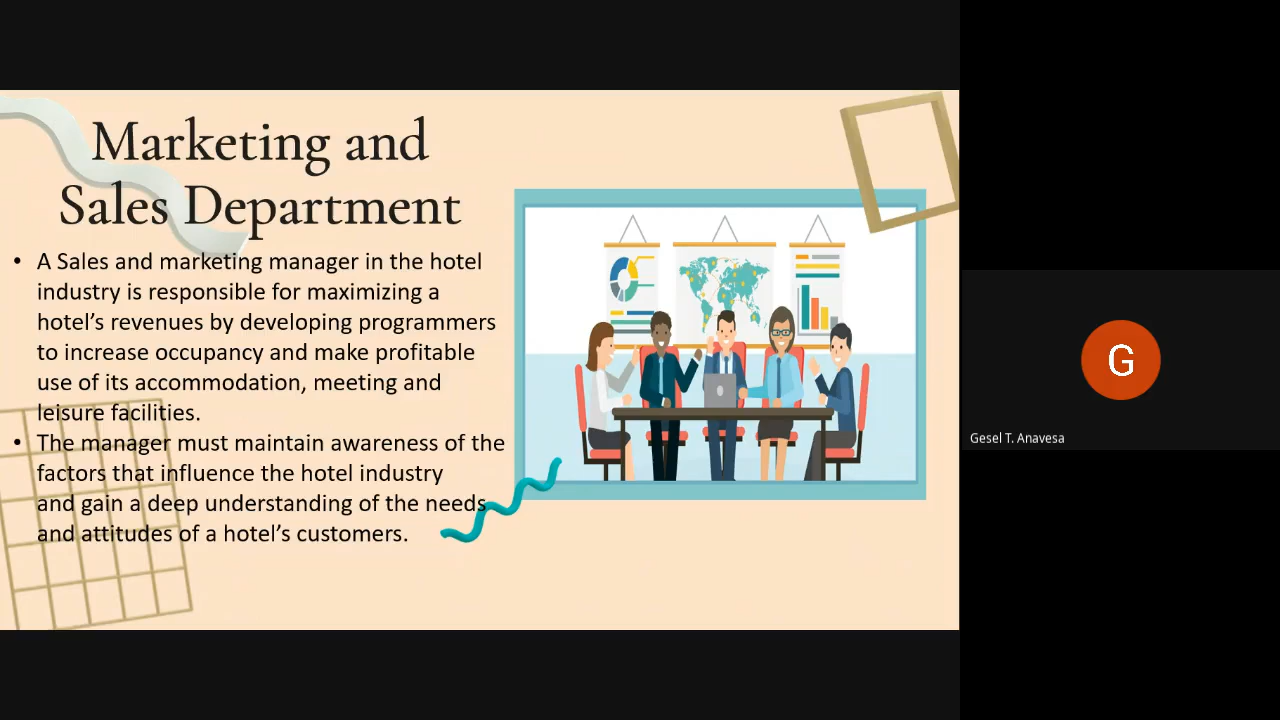 Marketing and
Sales Department
• A Sales and marketing manager in the hotel
industry is responsible for maximizing a
hotel’s revenues by developing programmers
to increase occupancy and make profitable
use of its accommodation, meeting and
leisure facilities.
• The manager must maintain awareness of the
factors that influence the hotel industry
and gain a deep understanding of the needs
and attitudes of a hotel’s customers.
G
Gesel T. Anavesa